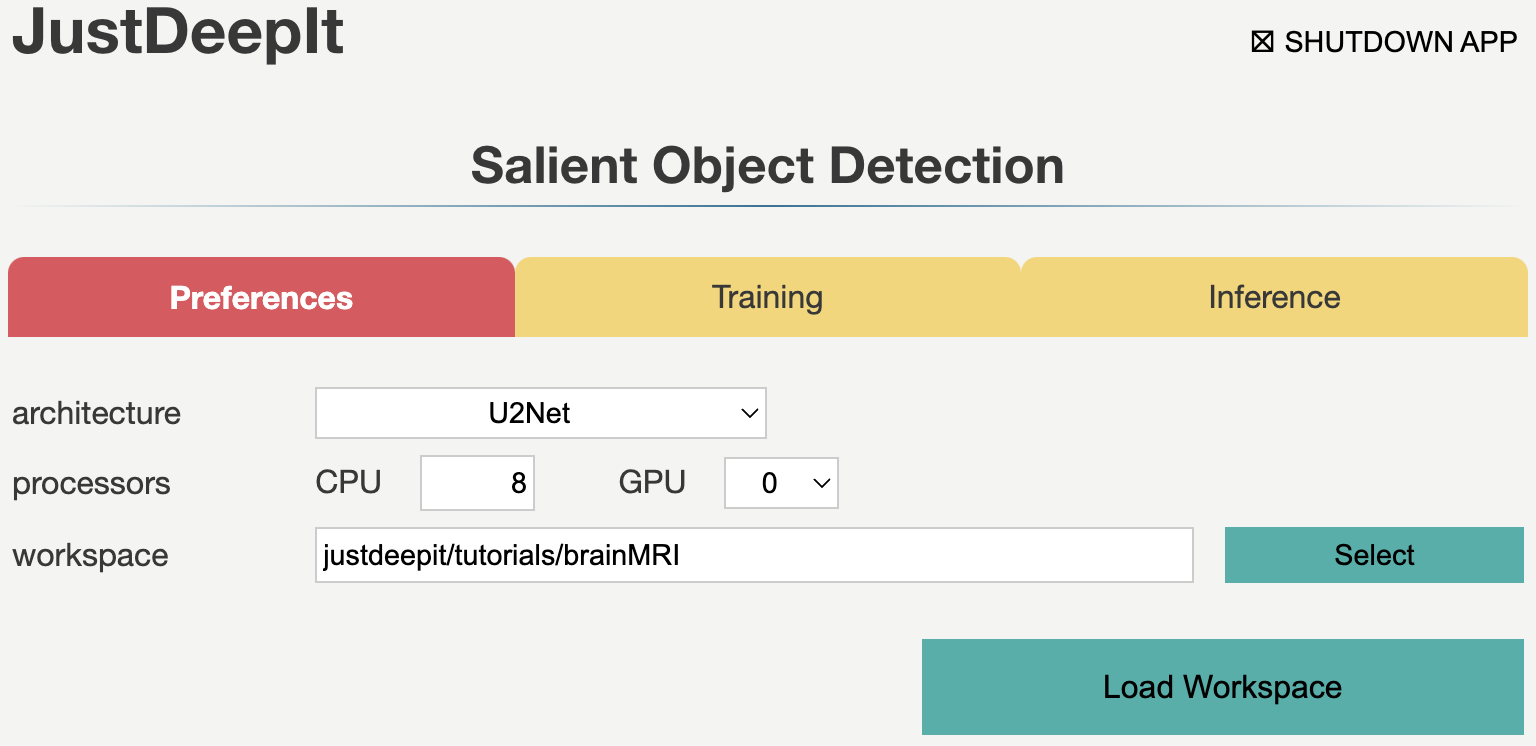 JustDeepIt
☒ SHUTDOWN APP
Salient Object Detection
Preferences Training Inference
architecture U2Net
processors CPU 8 GPU 0
workspace justdeepit/tutorials/brainMRI Select
Load Workspace